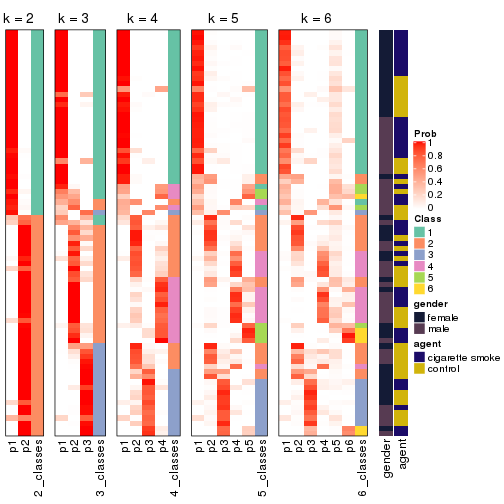 k = 2
k = 3
k = 4
k = 5
k = 6
p1
p2
2_classes
p1
p2
p3
3_classes
p1
p2
p3
p4
4_classes
p1
p2
p3
p4
p5
5_classes
p1
p2
p3
p4
p5
p6
6_classes
gender
agent
Prob
1
0.8
0.6
0.4
0.2
0
Class
1
2
3
4
5
6
gender
female
male
agent
cigarette smoke
control